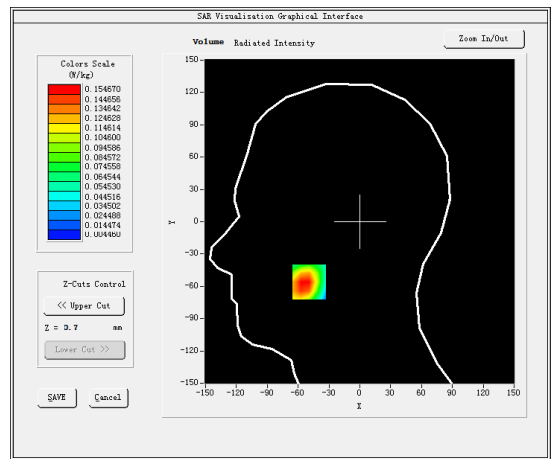 SAR Visualisation Graphical Interface
Volume Radiated Intensity
Zoom In/Out
Colors Scale
(W/kg)
0.154670
0.144656
0.134642
0.124628
0.114614
0.104600
0.094586
0.084572
0.074558
0.064544
0.054530
0.044516
0.034502
0.024488
0.014474
0.004460
Z-Cuts Control
<< Upper Cut
Z = 3.7 mm
Lower Cut >>
SAVE Cancel
150
120
90
60
30
0
-30
-60
-90
-120
-150
Y
-150 -120 -90 -60 -30 0 30 60 90 120 150
X